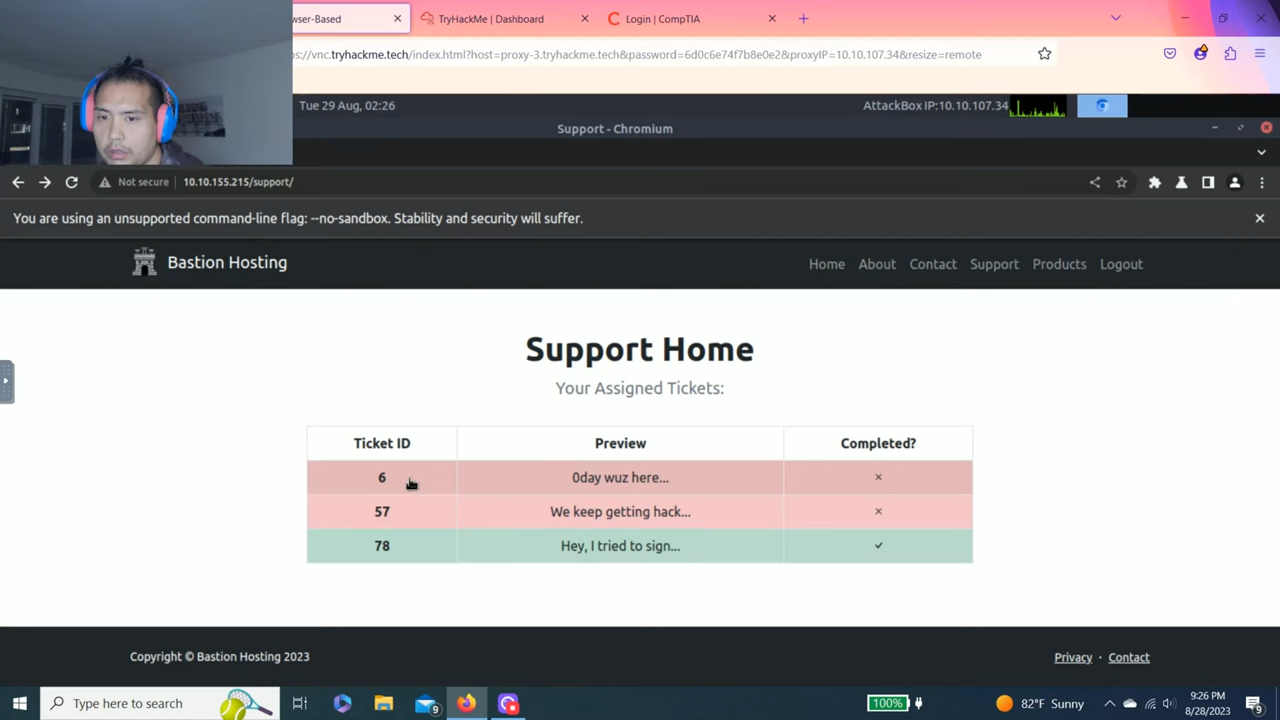 wser-Based
TryHackMe | Dashboard
Login | CompTIA
s://vnc.tryhackme.tech/index.html?host=proxy-3.tryhackme.tech&password=6d0c6e74f7b8e0e2&proxyIP=10.10.107.34&resize=remote
Tue 29 Aug, 02:26
AttackBox IP:10.10.107.34
Support - Chromium
Not secure
10.10.155.215/support/
You are using an unsupported command-line flag: --no-sandbox. Stability and security will suffer.
Bastion Hosting
Home About Contact Support Products Logout
Support Home
Your Assigned Tickets:
Ticket ID Preview Completed?
6 0day wuz here... ×
57 We keep getting hack... ×
78 Hey, I tried to sign... ✓
Copyright © Bastion Hosting 2023
Privacy · Contact
Type here to search
9
100%
82°F Sunny
9:26 PM
8/28/2023
9